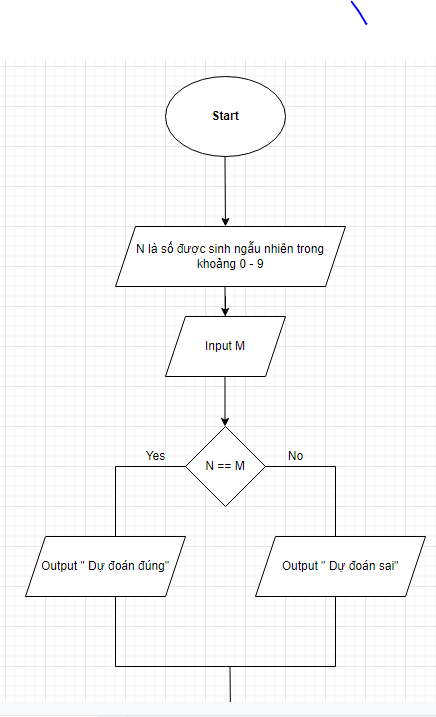 Start
N là số được sinh ngẫu nhiên trong
khoảng 0 - 9
Input M
Yes
N == M
No
Output " Dự đoán đúng"
Output " Dự đoán sai"